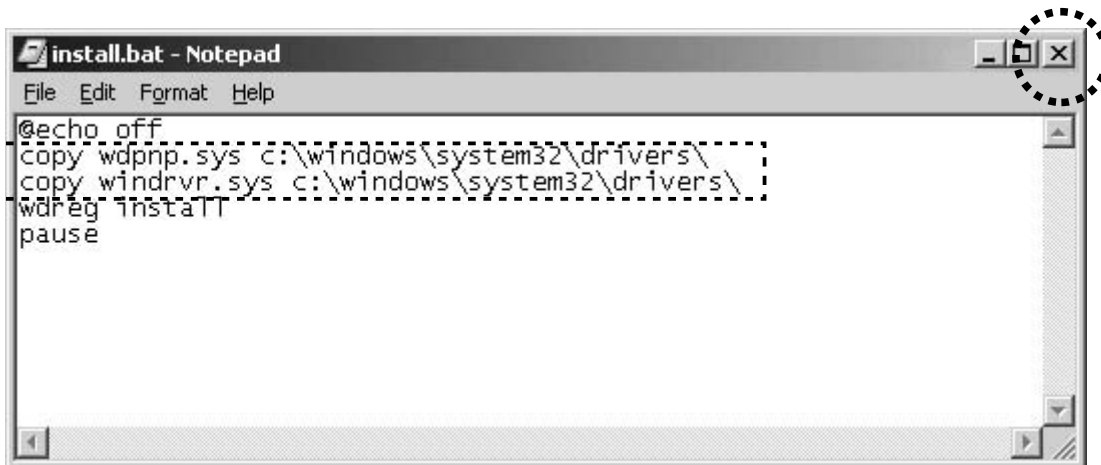 install.bat - Notepad
File Edit Format Help
@echo off
copy wdpnp.sys c:\windows\system32\drivers\
copy windrvr.sys c:\windows\system32\drivers\
wdreg install
pause